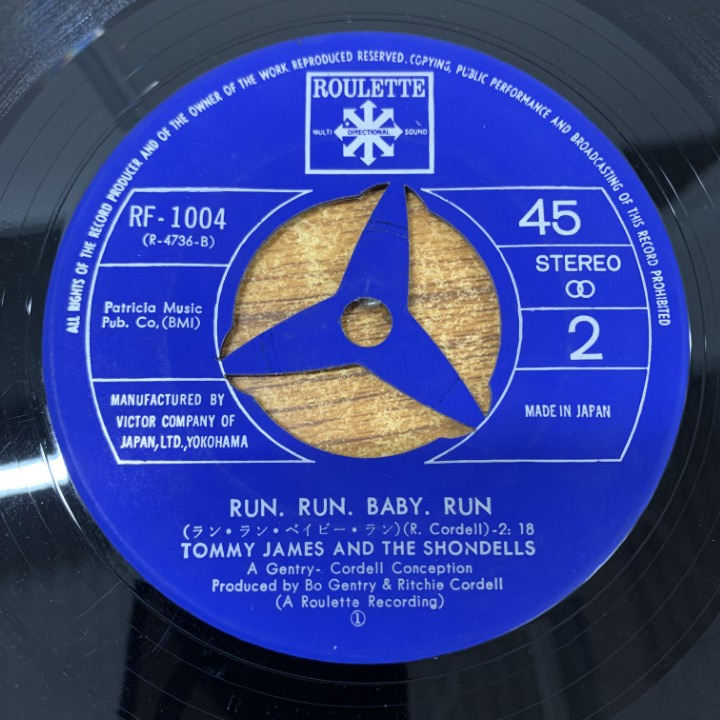 ALL RIGHTS OF THE RECORD PRODUCER AND OF THE OWNER OF THE WORK REPRODUCED RESERVED. COPYING, PUBLIC PERFORMANCE AND BROADCASTING OF THIS RECORD PROHIBITED
ROULETTE
MULTI DIRECTIONAL SOUND
RF-1004
(R-4736-B)
45
STEREO
Patricia Music
Pub. Co,(BMI)
2
MANUFACTURED BY
VICTOR COMPANY OF
JAPAN,LTD.,YOKOHAMA
MADE IN JAPAN
RUN. RUN. BABY. RUN
(ラン・ラン・ベイビー・ラン)(R. Cordell)-2: 18
TOMMY JAMES AND THE SHONDELLS
A Gentry-. Cordell Conception
Produced by Bo Gentry & Ritchie Cordell
(A Roulette Recording)
①